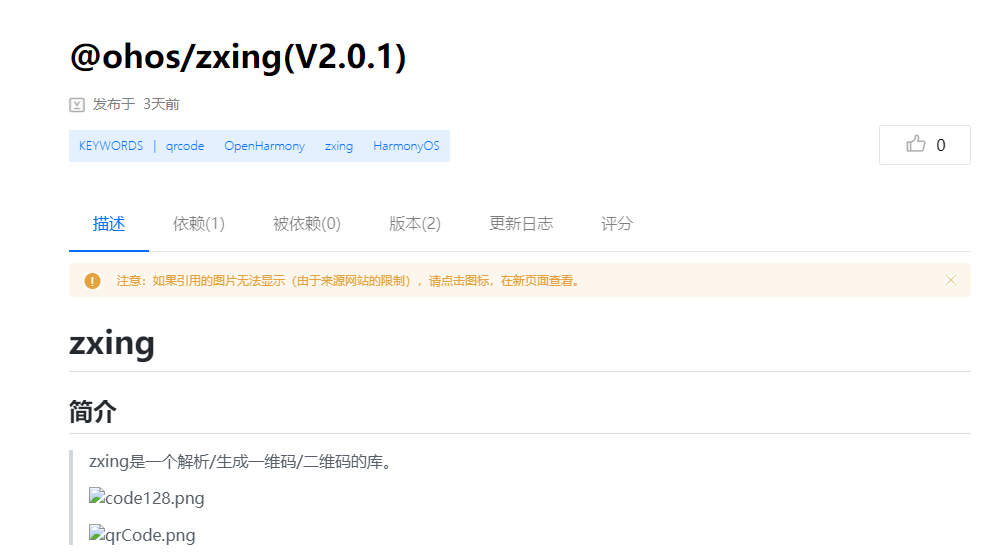 @ohos/zxing(V2.0.1)
发布于 3天前
KEYWORDS | qrcode OpenHarmony zxing HarmonyOS
0
描述 依赖(1) 被依赖(0) 版本(2) 更新日志 评分
注意：如果引用的图片无法显示（由于来源网站的限制），请点击图标，在新页面查看。
zxing
简介
zxing是一个解析/生成一维码/二维码的库。
code128.png
qrCode.png